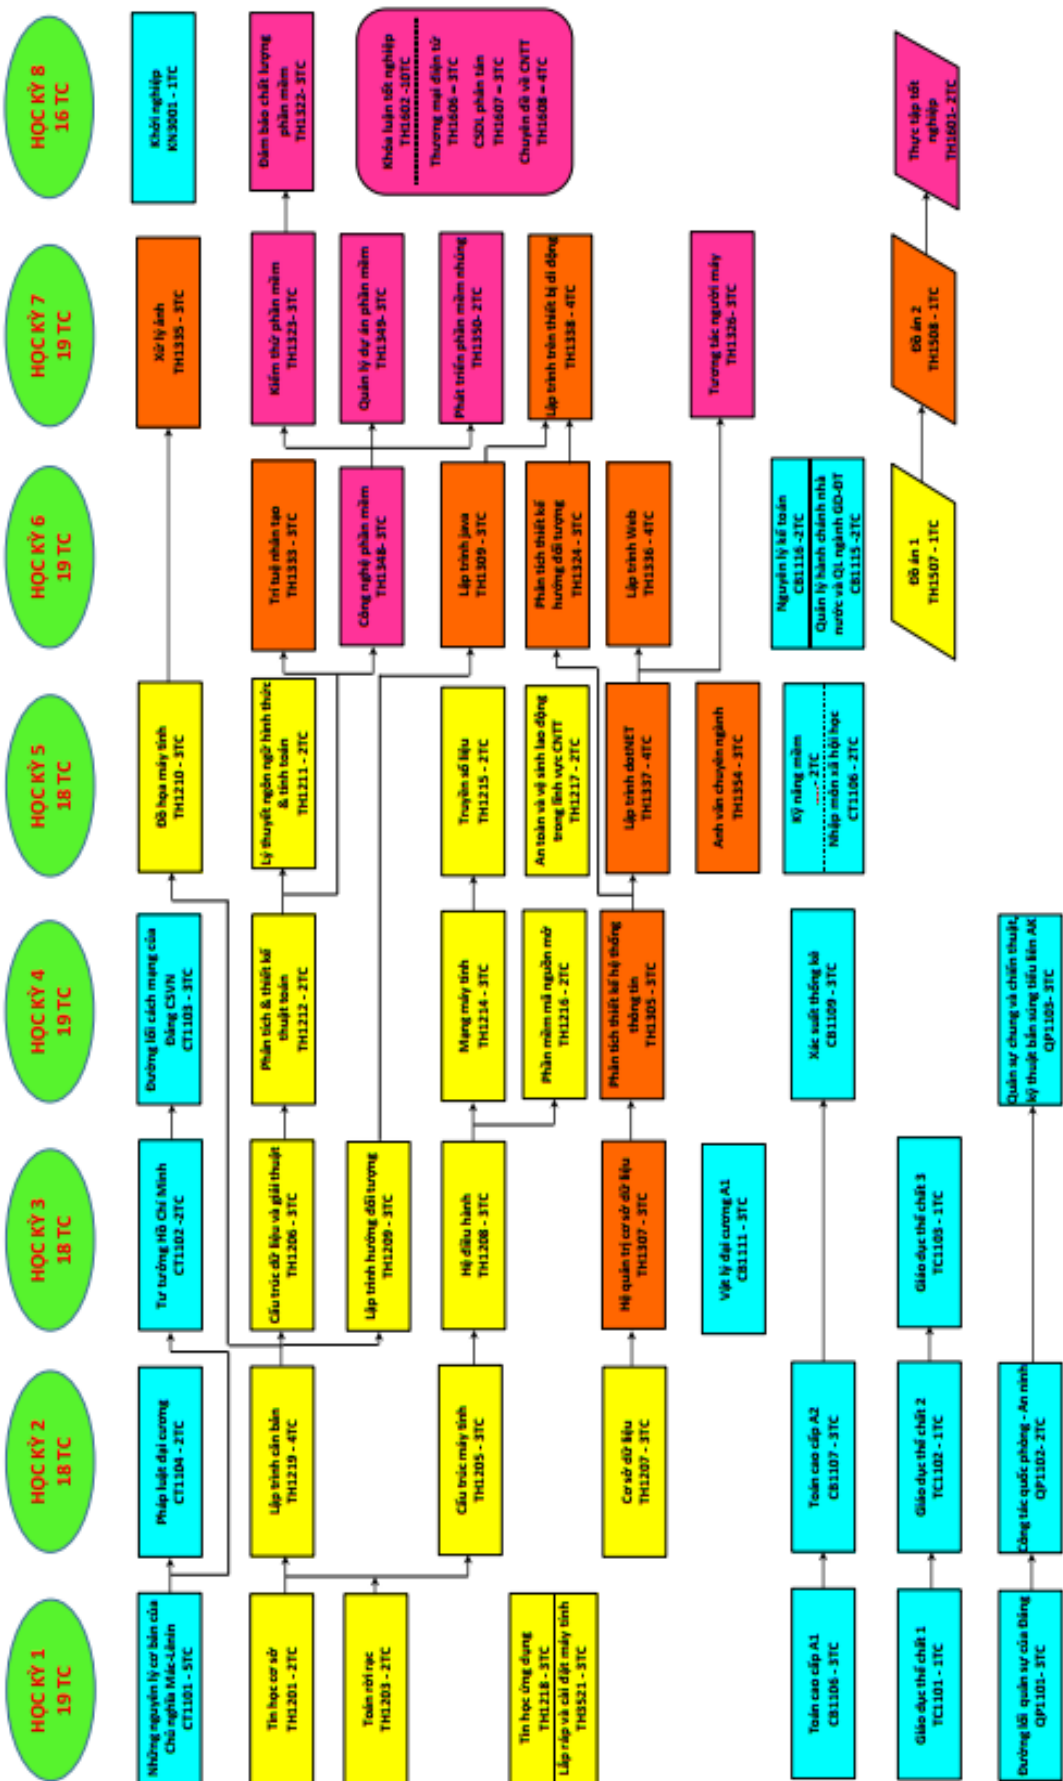 HỌC KỲ 1
19 TC
Những nguyên lý cơ bản của
Chủ nghĩa Mác-Lênin
CT1101 - 5TC
Tin học cơ sở
TH1201 - 2TC
Toán rời rạc
TH1203 - 2TC
Tin học ứng dụng
TH1218 - 3TC
Lắp ráp và cài đặt máy tính
TH3521 - 3TC
Toán cao cấp A1
CB1106 - 3TC
Giáo dục thể chất 1
TC1101 - 1TC
Đường lối quân sự của Đảng
QP1101- 3TC
HỌC KỲ 2
18 TC
Pháp luật đại cương
CT1104 - 2TC
Lập trình căn bản
TH1219 - 4TC
Cấu trúc máy tính
TH1205 - 3TC
Cơ sở dữ liệu
TH1207 - 3TC
Toán cao cấp A2
CB1107 - 3TC
Giáo dục thể chất 2
TC1102 - 1TC
Công tác quốc phòng - An ninh
QP1102- 2TC
HỌC KỲ 3
18 TC
Tư tưởng Hồ Chí Minh
CT1102 -2TC
Cấu trúc dữ liệu và giải thuật
TH1206 - 3TC
Lập trình hướng đối tượng
TH1209 - 3TC
Hệ điều hành
TH1208 - 3TC
Hệ quản trị cơ sở dữ liệu
TH1307 - 3TC
Vật lý đại cương A1
CB1111 - 3TC
Giáo dục thể chất 3
TC1103 - 1TC
HỌC KỲ 4
19 TC
Đường lối cách mạng của
Đảng CSVN
CT1103 - 3TC
Phân tích & thiết kế
thuật toán
TH1212 - 2TC
Mạng máy tính
TH1214 - 3TC
Phần mềm mã nguồn mở
TH1216 - 2TC
Phân tích thiết kế hệ thống
thông tin
TH1305 - 3TC
Xác suất thống kê
CB1109 - 3TC
Quân sự chung và chiến thuật,
kỹ thuật bắn súng tiểu liên AK
QP1103- 3TC
HỌC KỲ 5
18 TC
Đồ họa máy tính
TH1210 - 3TC
Lý thuyết ngôn ngữ hình thức
& tính toán
TH1211 - 2TC
Truyền số liệu
TH1215 - 2TC
An toàn và vệ sinh lao động
trong lĩnh vực CNTT
TH1217 - 2TC
Lập trình dotNET
TH1337 - 4TC
Anh văn chuyên ngành
TH1354 - 3TC
Kỹ năng mềm
... - 2TC
Nhập môn xã hội học
CT1106 - 2TC
HỌC KỲ 6
19 TC
Trí tuệ nhân tạo
TH1333 - 3TC
Công nghệ phần mềm
TH1348- 3TC
Lập trình java
TH1309 - 3TC
Phân tích thiết kế
hướng đối tượng
TH1324 - 3TC
Lập trình Web
TH1336 - 4TC
Nguyên lý kế toán
CB1116 -2TC
Quản lý hành chánh nhà
nước và QL ngành GD-ĐT
CB1115 -2TC
Đồ án 1
TH1507 - 1TC
HỌC KỲ 7
19 TC
Xử lý ảnh
TH1335 - 3TC
Kiểm thử phần mềm
TH1323- 3TC
Quản lý dự án phần mềm
TH1349- 3TC
Phát triển phần mềm nhúng
TH1350- 2TC
Lập trình trên thiết bị di động
TH1338 - 4TC
Tương tác người máy
TH1326- 3TC
Đồ án 2
TH1508 - 1TC
HỌC KỲ 8
16 TC
Khởi nghiệp
KN3001 - 1TC
Đảm bảo chất lượng
phần mềm
TH1322- 3TC
Khóa luận tốt nghiệp
TH1602 -10TC
Thương mại điện tử
TH1606 – 3TC
CSDL phân tán
TH1607 – 3TC
Chuyên đề về CNTT
TH1608 – 4TC
Thực tập tốt
nghiệp
TH1601- 2TC